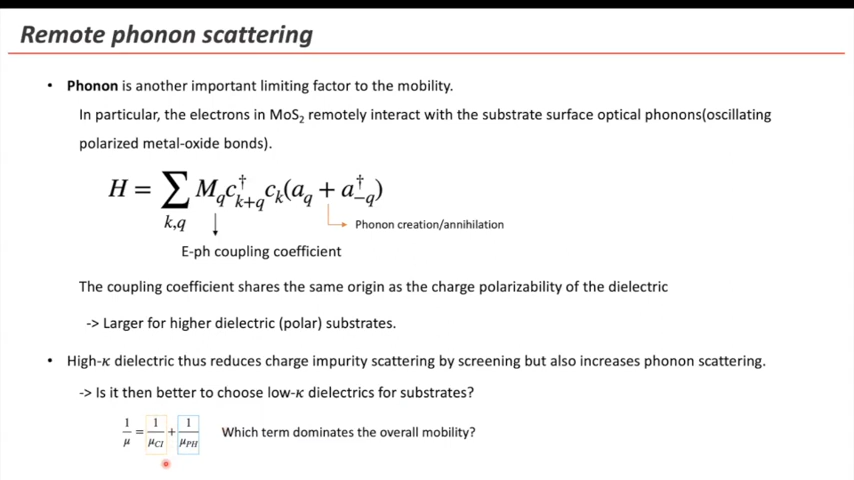 Remote phonon scattering
• Phonon is another important limiting factor to the mobility.
In particular, the electrons in MoS₂ remotely interact with the substrate surface optical phonons(oscillating
polarized metal-oxide bonds).
H = ∑_{k,q} M_q c†_{k+q} c_k (a_q + a†_{−q})
Phonon creation/annihilation
E-ph coupling coefficient
The coupling coefficient shares the same origin as the charge polarizability of the dielectric
-> Larger for higher dielectric (polar) substrates.
• High-κ dielectric thus reduces charge impurity scattering by screening but also increases phonon scattering.
-> Is it then better to choose low-κ dielectrics for substrates?
1/μ = 1/μ_CI + 1/μ_PH Which term dominates the overall mobility?